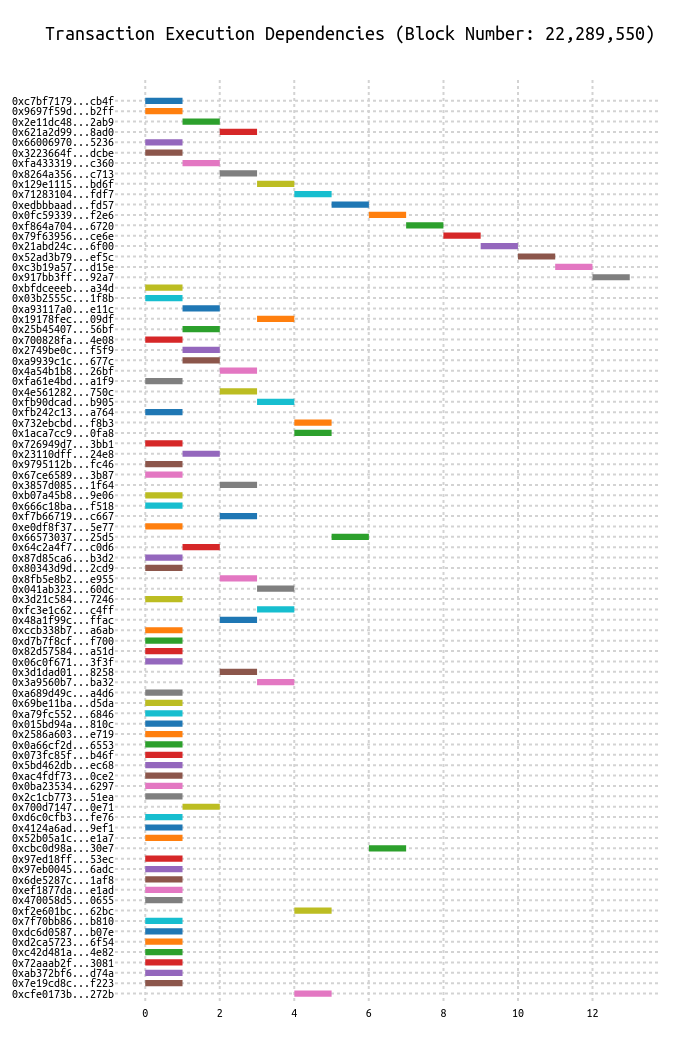 Transaction Execution Dependencies (Block Number: 22,289,550)
0xc7bf7179...cb4f
0x9697f59d...b2ff
0x2e11dc48...2ab9
0x621a2d99...8ad0
0x66006970...5236
0x3223664f...dcbe
0xfa433319...c360
0x8264a356...c713
0x129e1115...bd6f
0x71283104...fdf7
0xedbbbaad...fd57
0x0fc59339...f2e6
0xf864a704...6720
0x79f63956...ce6e
0x21abd24c...6f00
0x52ad3b79...ef5c
0xc3b19a57...d15e
0x917bb3ff...92a7
0xbfdceeeb...a34d
0x03b2555c...1f8b
0xa93117a0...e11c
0x19178fec...09df
0x25b45407...56bf
0x700828fa...4e08
0x2749be0c...f5f9
0xa9939c1c...677c
0x4a54b1b8...26bf
0xfa61e4bd...a1f9
0x4e561282...750c
0xfb90dcad...b905
0xfb242c13...a764
0x732ebcbd...f8b3
0x1aca7cc9...0fa8
0x726949d7...3bb1
0x23110dff...24e8
0x9795112b...fc46
0x67ce6589...3b87
0x3857d085...1f64
0xb07a45b8...9e06
0x666c18ba...f518
0xf7b66719...c667
0xe0df8f37...5e77
0x66573037...25d5
0x64c2a4f7...c0d6
0x87d85ca6...b3d2
0x80343d9d...2cd9
0x8fb5e8b2...e955
0x041ab323...60dc
0x3d21c584...7246
0xfc3e1c62...c4ff
0x48a1f99c...ffac
0xccb338b7...a6ab
0xd7b7f8cf...f700
0x82d57584...a51d
0x06c0f671...3f3f
0x3d1dad01...8258
0x3a9560b7...ba32
0xa689d49c...a4d6
0x69be11ba...d5da
0xa79fc552...6846
0x015bd94a...810c
0x2586a603...e719
0x0a66cf2d...6553
0x073fc85f...b46f
0x5bd462db...ec68
0xac4fdf73...0ce2
0x0ba23534...6297
0x2c1cb773...51ea
0x700d7147...0e71
0xd6c0cfb3...fe76
0x4124a6ad...9ef1
0x52b05a1c...e1a7
0xcbc0d98a...30e7
0x97ed18ff...53ec
0x97eb0045...6adc
0x6de5287c...1af8
0xef1877da...e1ad
0x470058d5...0655
0xf2e601bc...62bc
0x7f70bb86...b810
0xdc6d0587...b07e
0xd2ca5723...6f54
0xc42d481a...4e82
0x72aaab2f...3081
0xab372bf6...d74a
0x7e19cd8c...f223
0xcfe0173b...272b
0 2 4 6 8 10 12